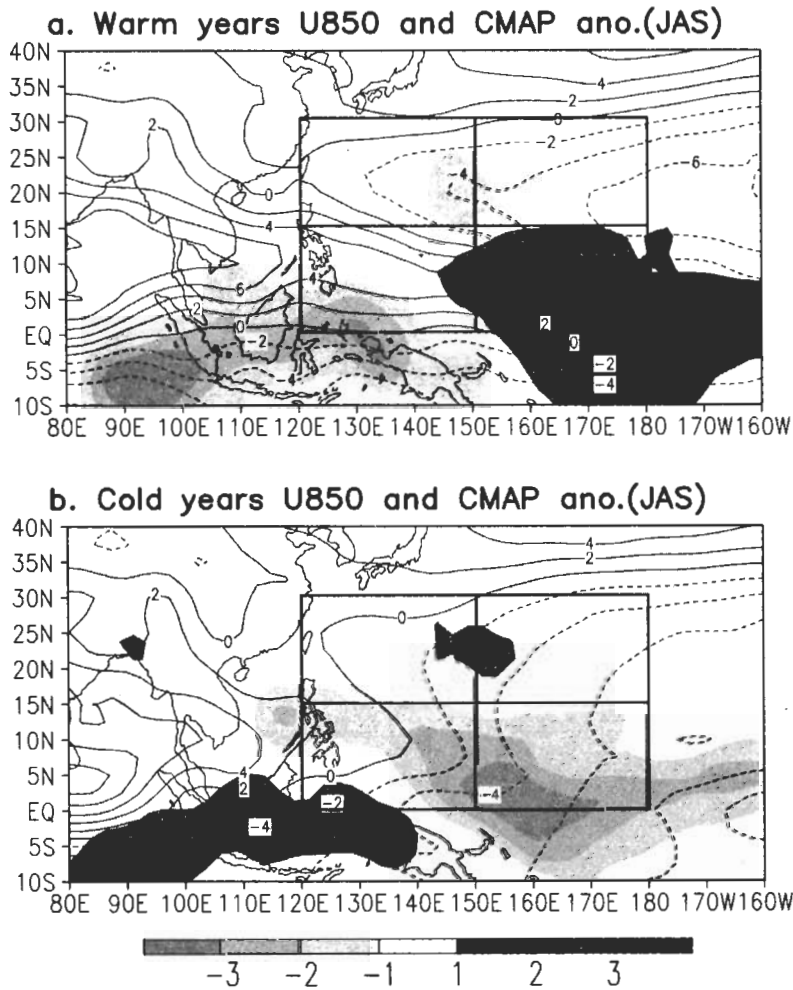 a. Warm years U850 and CMAP ano.(JAS)
40N
35N
30N
25N
20N
15N
10N
5N
EQ
5S
10S
4
2
0
2
-2
-4
-6
0
4
6
4
2
0
-2
-4
2
0
-2
-4
80E 90E 100E 110E 120E 130E 140E 150E 160E 170E 180 170W 160W
b. Cold years U850 and CMAP ano.(JAS)
40N
35N
30N
25N
20N
15N
10N
5N
EQ
5S
10S
4
2
2
0
0
4
2
0
-2
-4
-4
80E 90E 100E 110E 120E 130E 140E 150E 160E 170E 180 170W 160W
-3 -2 -1 1 2 3